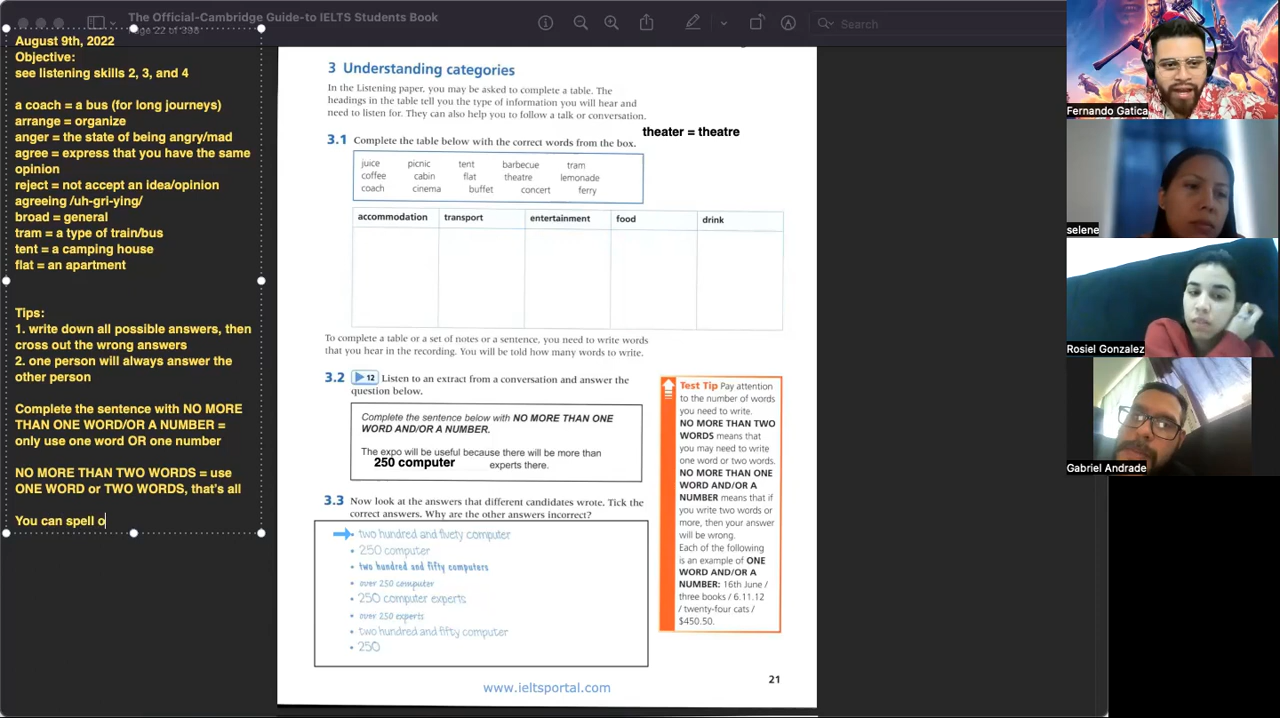 The Official-Cambridge Guide-to IELTS Students Book
Page 22 of 398
Search
August 9th, 2022
Objective:
see listening skills 2, 3, and 4
a coach = a bus (for long journeys)
arrange = organize
anger = the state of being angry/mad
agree = express that you have the same
opinion
reject = not accept an idea/opinion
agreeing /uh-gri-ying/
broad = general
tram = a type of train/bus
tent = a camping house
flat = an apartment
Tips:
1. write down all possible answers, then
cross out the wrong answers
2. one person will always answer the
other person
Complete the sentence with NO MORE
THAN ONE WORD/OR A NUMBER =
only use one word OR one number
NO MORE THAN TWO WORDS = use
ONE WORD or TWO WORDS, that's all
You can spell o
3 Understanding categories
In the Listening paper, you may be asked to complete a table. The
headings in the table tell you the type of information you will hear and
need to listen for. They can also help you to follow a talk or conversation.
theater = theatre
3.1 Complete the table below with the correct words from the box.
juice picnic tent barbecue tram
coffee cabin flat theatre lemonade
coach cinema buffet concert ferry
accommodation transport entertainment food drink
To complete a table or a set of notes or a sentence, you need to write words
that you hear in the recording. You will be told how many words to write.
3.2 12 Listen to an extract from a conversation and answer the
question below.
Complete the sentence below with NO MORE THAN ONE
WORD AND/OR A NUMBER.
The expo will be useful because there will be more than
250 computer experts there.
3.3 Now look at the answers that different candidates wrote. Tick the
correct answers. Why are the other answers incorrect?
• two hundred and fivety computer
• 250 computer
• two hundred and fifty computers
• over 250 computer
• 250 computer experts
• over 250 experts
• two hundred and fifty computer
• 250
Test Tip Pay attention
to the number of words
you need to write.
NO MORE THAN TWO
WORDS means that
you may need to write
one word or two words.
NO MORE THAN ONE
WORD AND/OR A
NUMBER means that if
you write two words or
more, then your answer
will be wrong.
Each of the following
is an example of ONE
WORD AND/OR A
NUMBER: 16th June /
three books / 6.11.12
/ twenty-four cats /
$450.50.
www.ieltsportal.com
21
Fernando Gatica
selene
Rosiel Gonzalez
Gabriel Andrade